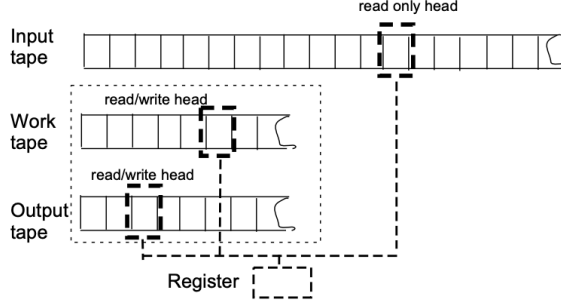 read only head
Input
tape
read/write head
Work
tape
read/write head
Output
tape
Register